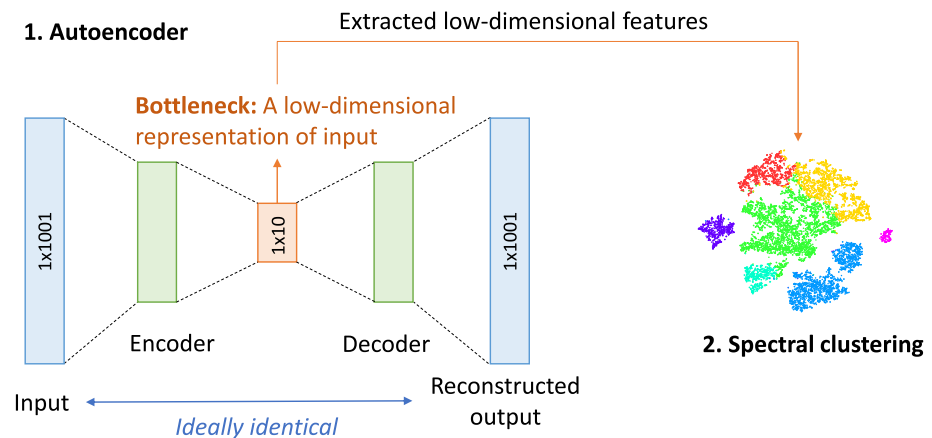 1. Autoencoder
Extracted low-dimensional features
Bottleneck: A low-dimensional
representation of input
1x1001
1x10
1x1001
Encoder
Decoder
2. Spectral clustering
Input
Reconstructed
output
Ideally identical